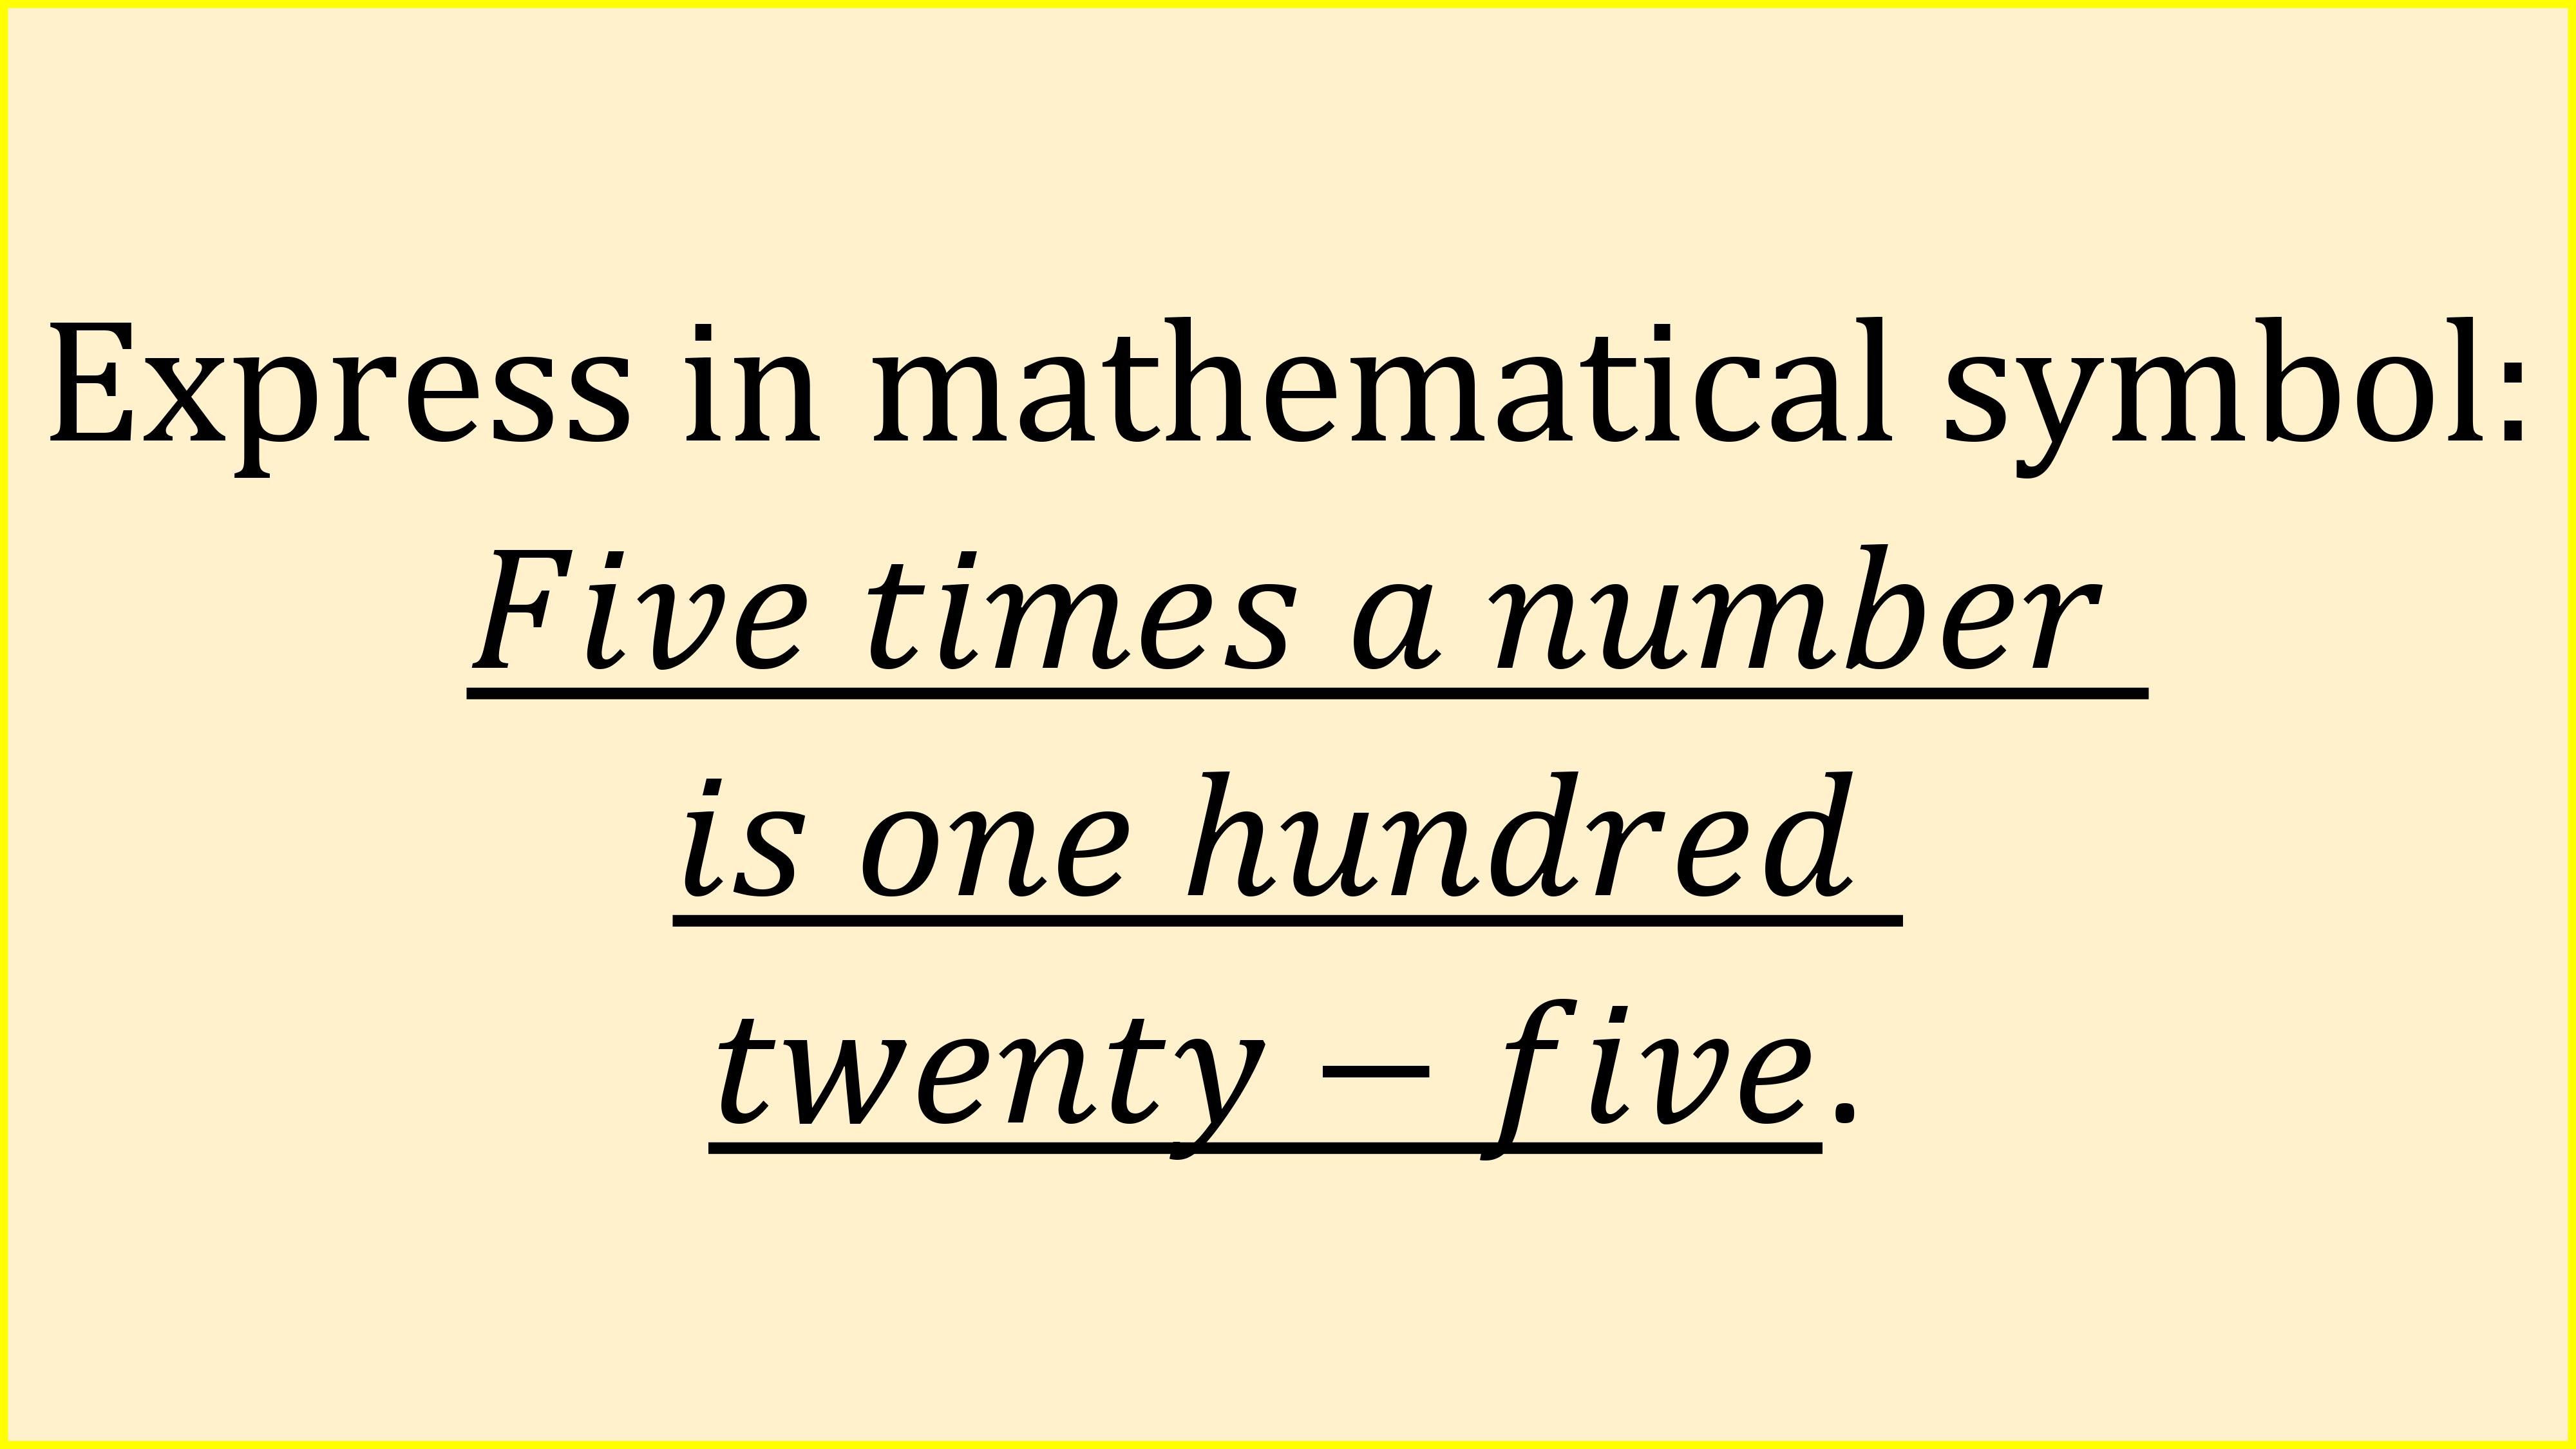 Express in mathematical symbol:
Five times a number
is one hundred
twenty − five.